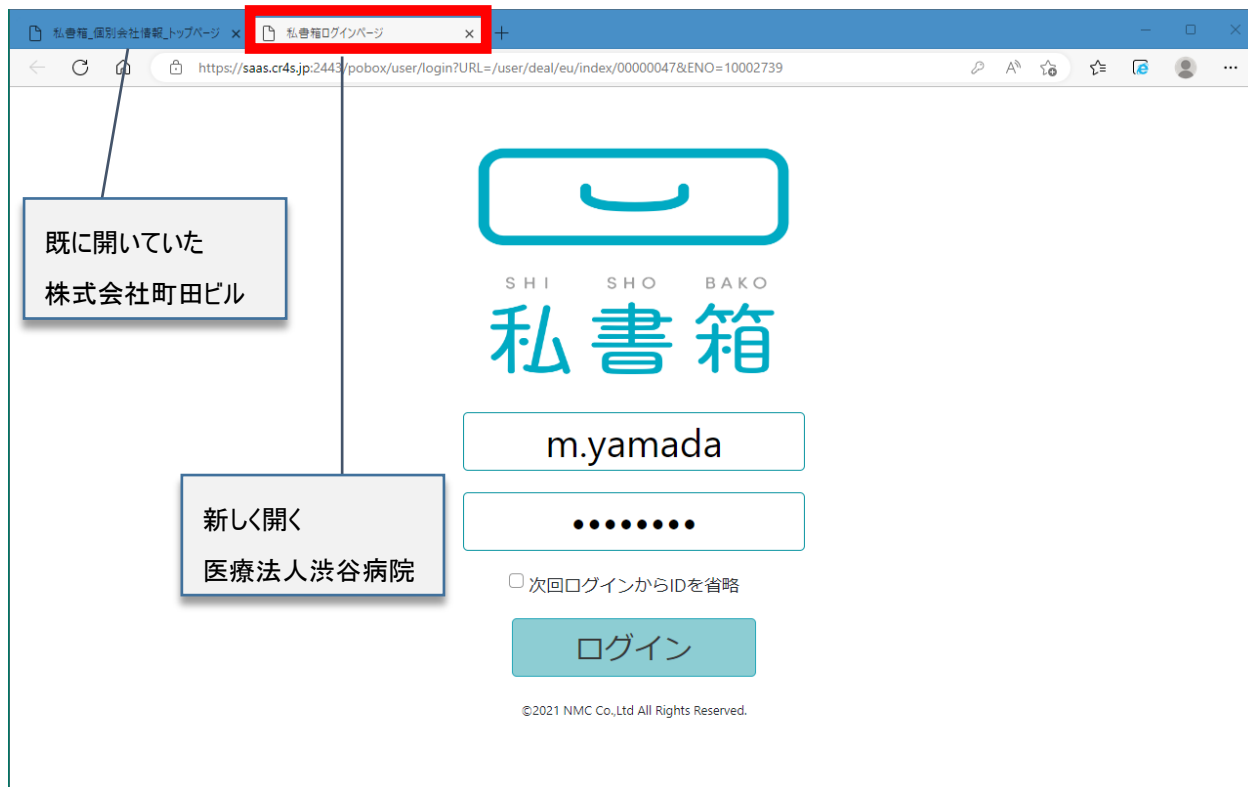 私書箱_個別会社情報_トップページ
私書箱ログインページ
https://saas.cr4s.jp:2443/pobox/user/login?URL=/user/deal/eu/index/00000047&ENO=10002739
既に開いていた
株式会社町田ビル
SHI SHO BAKO
私書箱
m.yamada
••••••••
新しく開く
医療法人渋谷病院
次回ログインからIDを省略
ログイン
©2021 NMC Co.,Ltd All Rights Reserved.